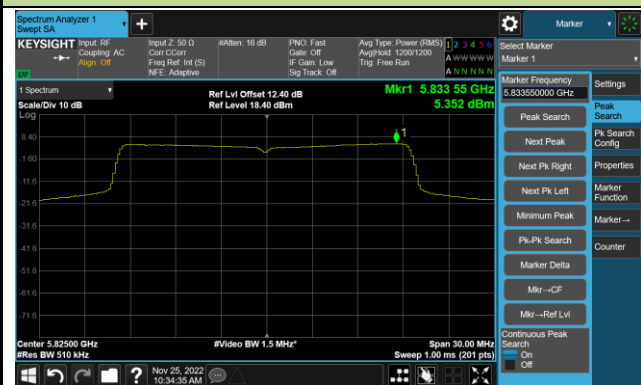 Spectrum Analyzer 1
Swept SA
Marker
KEYSIGHT
Input: RF
Coupling: AC
Align: Off
Input Z: 50 Ω
Corr CCorr
Freq Ref: Int (S)
NFE: Adaptive
#Atten: 16 dB
PNO: Fast
Gate: Off
IF Gain: Low
Sig Track: Off
Avg Type: Power (RMS)
Avg|Hold: 1200/1200
Trig: Free Run
1 2 3 4 5 6
A W W W W W
A N N N N N
LXI
Select Marker
Marker 1
1 Spectrum
Scale/Div 10 dB
Log
Ref Lvl Offset 12.40 dB
Ref Level 18.40 dBm
Mkr1 5.833 55 GHz
5.352 dBm
8.40
-1.60
-11.6
-21.6
-31.6
-41.6
-51.6
-61.6
-71.6
1
Center 5.82500 GHz
#Res BW 510 kHz
#Video BW 1.5 MHz*
Span 30.00 MHz
Sweep 1.00 ms (201 pts)
Marker Frequency
5.833550000 GHz
Peak Search
Next Peak
Next Pk Right
Next Pk Left
Minimum Peak
Pk-Pk Search
Marker Delta
Mkr→CF
Mkr→Ref Lvl
Continuous Peak
Search
On
Off
Settings
Peak
Search
Pk Search
Config
Properties
Marker
Function
Marker→
Counter
Nov 25, 2022
10:34:35 AM